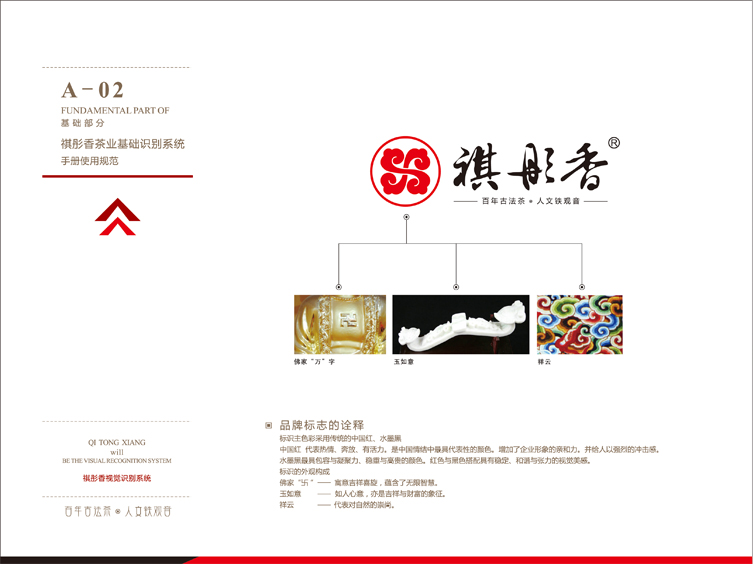 A-02
FUNDAMENTAL PART OF
基础部分
祺彤香茶业基础识别系统
手册使用规范
祺彤香®
百年古法茶 人文铁观音
佛家“万”字
玉如意
祥云
QI TONG XIANG
will
BE THE VISUAL RECOGNITION SYSTEM
祺彤香视觉识别系统
百年古法茶 人文铁观音
品牌标志的诠释
标识主色彩采用传统的中国红、水墨黑
中国红 代表热情、奔放、有活力。是中国情结中最具代表性的颜色。增加了企业形象的亲和力。并给人以强烈的冲击感。
水墨黑最具包容与凝聚力、稳重与高贵的颜色。红色与黑色搭配具有稳定、和谐与张力的视觉美感。
标识的外观构成
佛家“卐”—— 寓意吉祥喜旋，蕴含了无限智慧。
玉如意 —— 如人心意，亦是吉祥与财富的象征。
祥云 —— 代表对自然的崇尚。